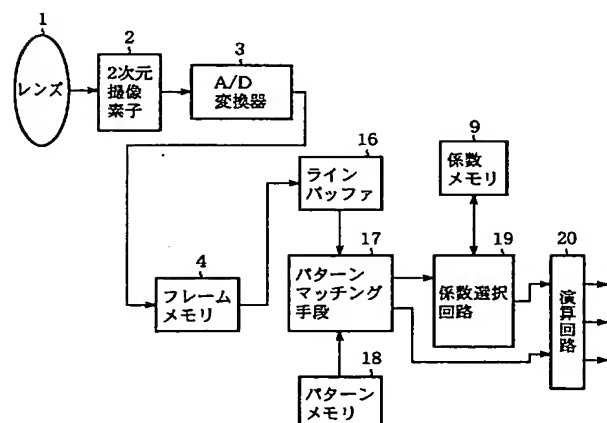 1
レンズ
2
2次元
撮像
素子
3
A/D
変換器
16
ライン
バッファ
9
係数
メモリ
4
フレーム
メモリ
17
パターン
マッチング
手段
19
係数選択
回路
20
演算回路
18
パターン
メモリ